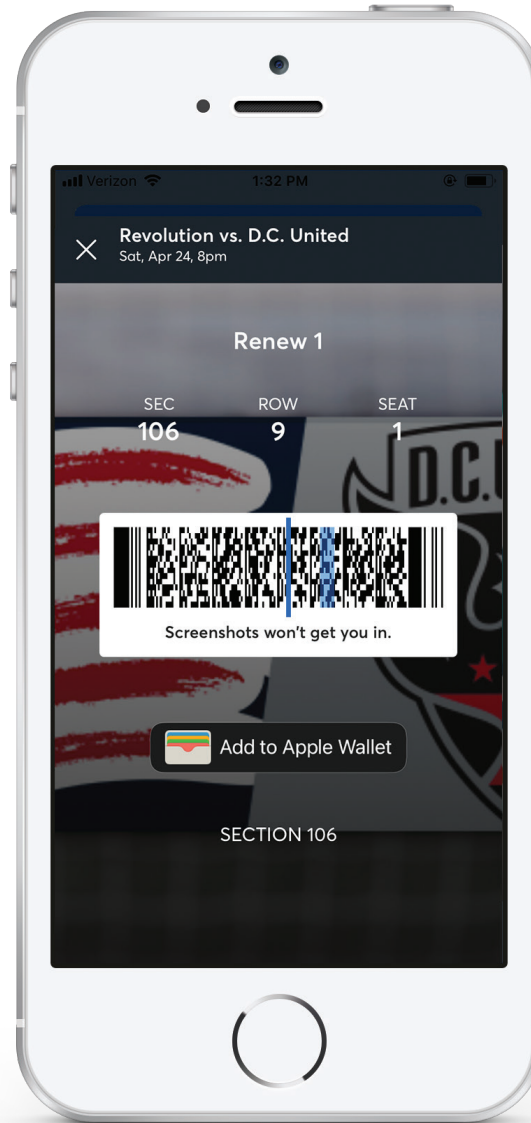 Verizon 1:32 PM
Revolution vs. D.C. United
Sat, Apr 24, 8pm
Renew 1
SEC ROW SEAT
106 9 1
D.C.
Screenshots won't get you in.
Add to Apple Wallet
SECTION 106